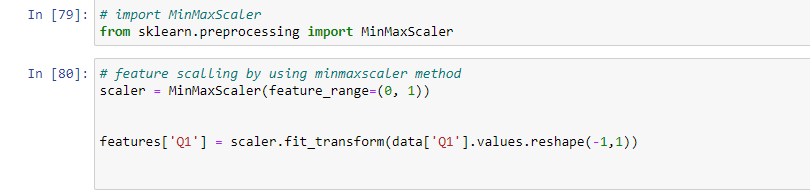 In [79]: # import MinMaxScaler
from sklearn.preprocessing import MinMaxScaler
In [80]: # feature scalling by using minmaxscaler method
scaler = MinMaxScaler(feature_range=(0, 1))
features['Q1'] = scaler.fit_transform(data['Q1'].values.reshape(-1,1))